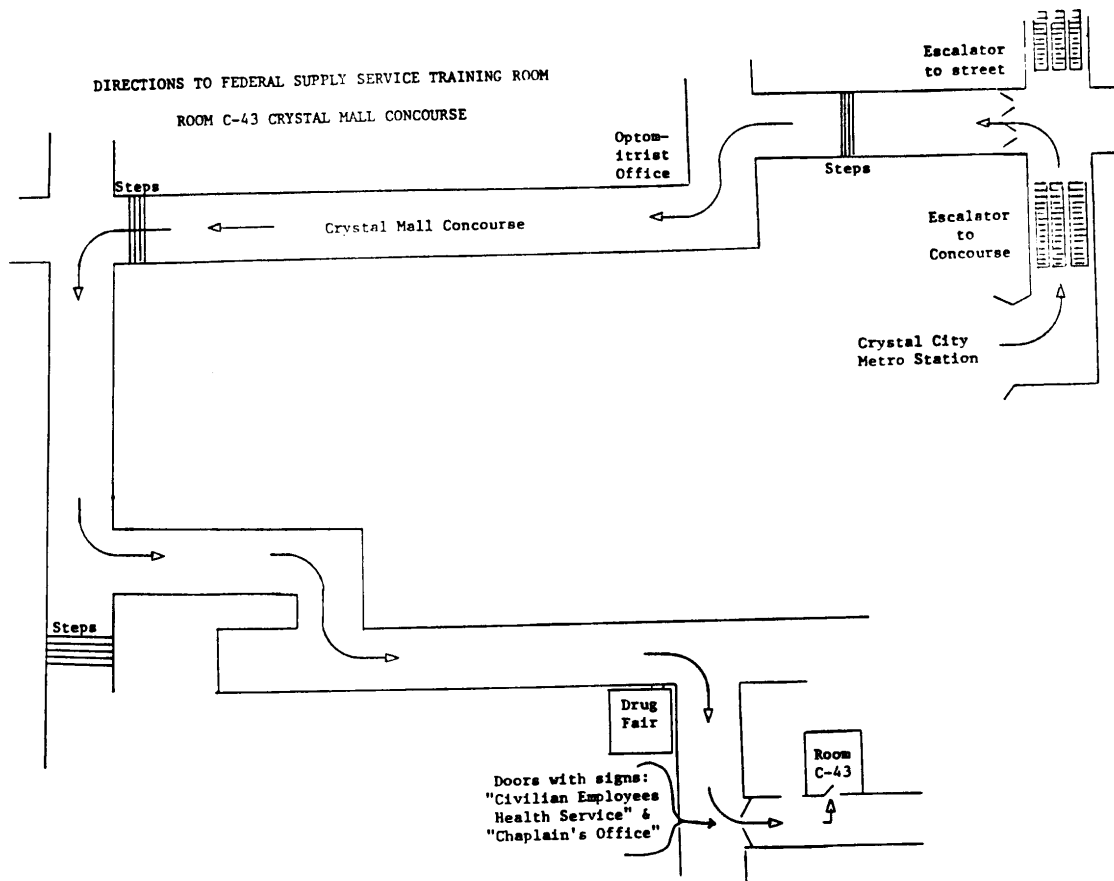 DIRECTIONS TO FEDERAL SUPPLY SERVICE TRAINING ROOM
ROOM C-43 CRYSTAL MALL CONCOURSE
Escalator
to street
Optom-
itrist
Office
Steps
Steps
Crystal Mall Concourse
Escalator
to
Concourse
Crystal City
Metro Station
Steps
Drug
Fair
Room
C-43
Doors with signs:
"Civilian Employees
Health Service" &
"Chaplain's Office"